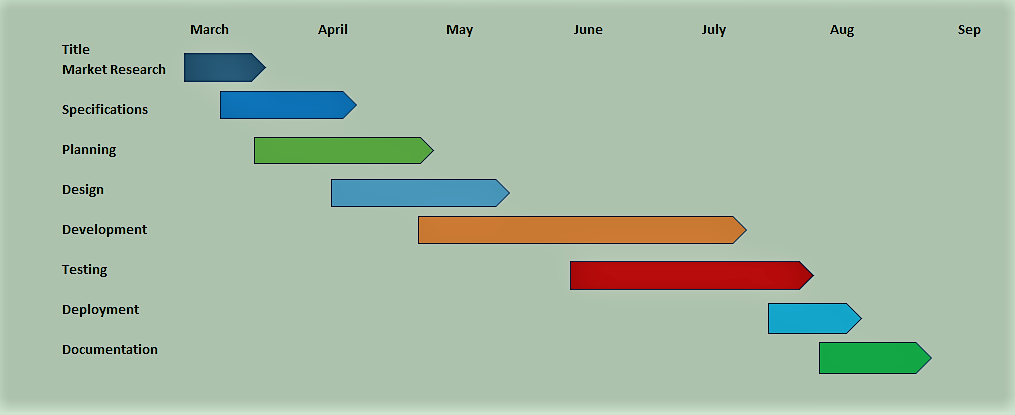 March April May June July Aug Sep
Title
Market Research
Specifications
Planning
Design
Development
Testing
Deployment
Documentation